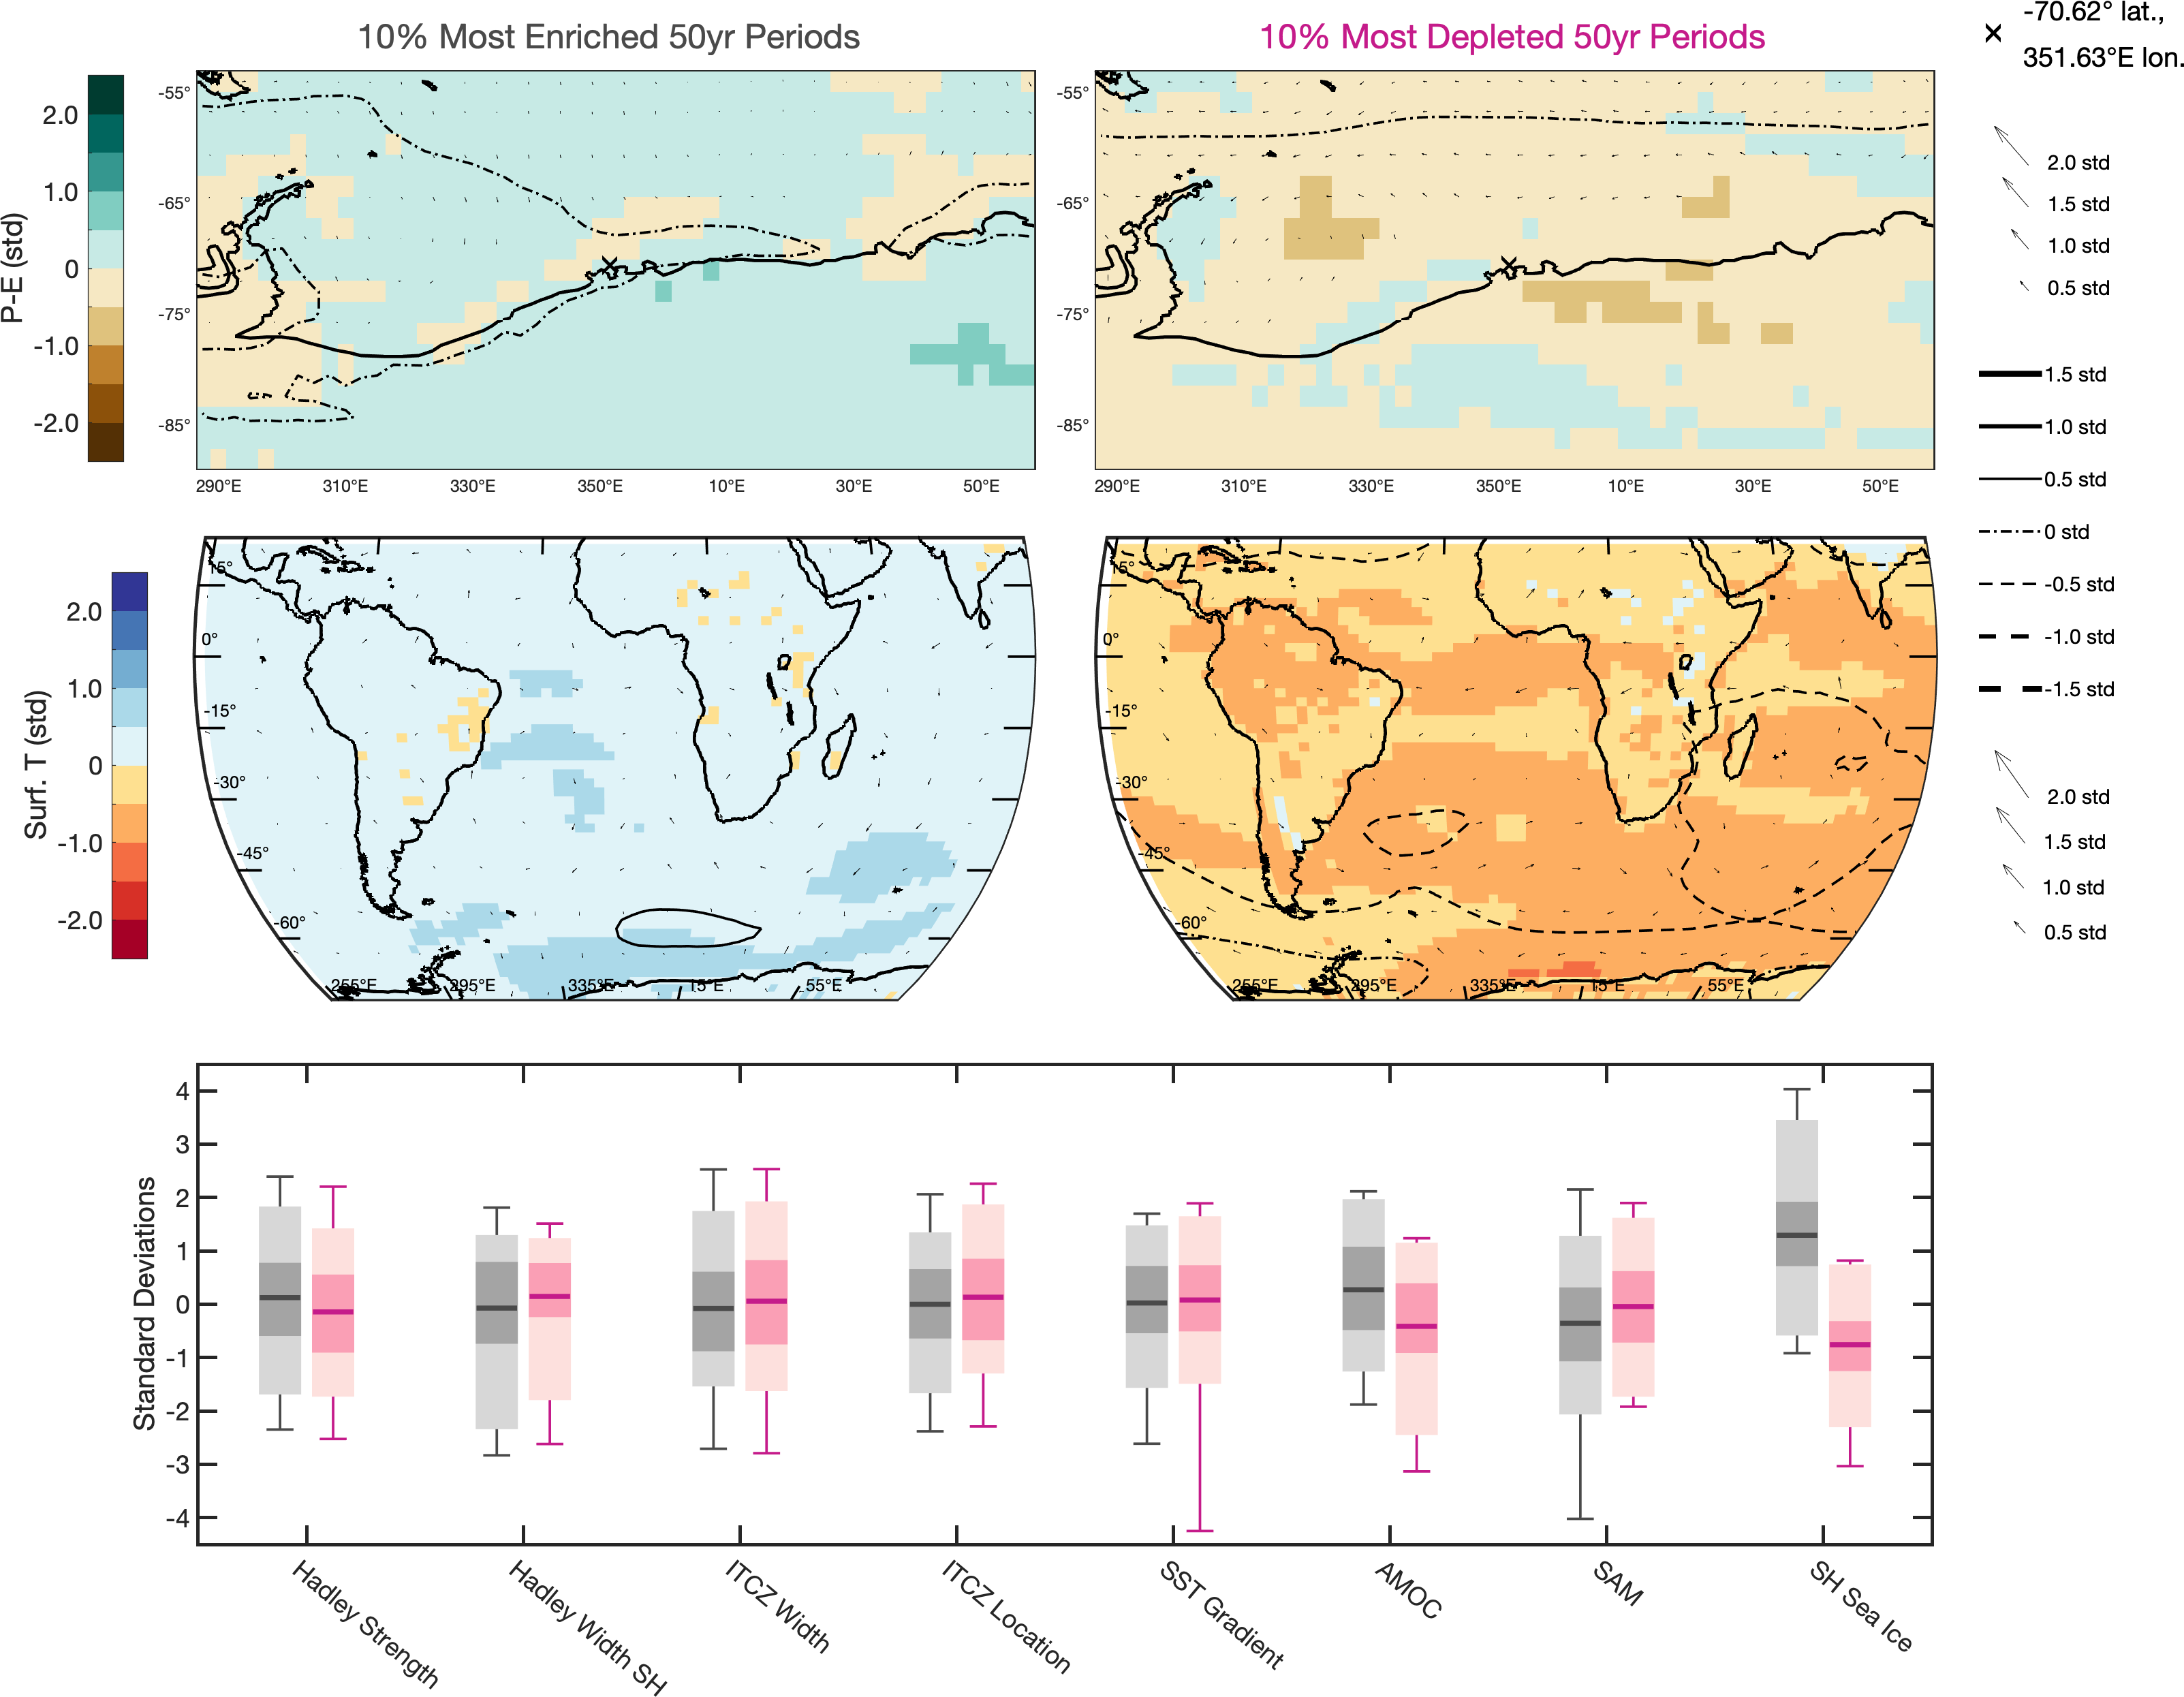 10% Most Enriched 50yr Periods
10% Most Depleted 50yr Periods
-70.62° lat.,
351.63°E lon.
P-E (std)
2.0
1.0
0
-1.0
-2.0
-55°
-65°
-75°
-85°
290°E 310°E 330°E 350°E 10°E 30°E 50°E
-55°
-65°
-75°
-85°
290°E 310°E 330°E 350°E 10°E 30°E 50°E
2.0 std
1.5 std
1.0 std
0.5 std
1.5 std
1.0 std
0.5 std
0 std
-0.5 std
-1.0 std
-1.5 std
2.0 std
1.5 std
1.0 std
0.5 std
Surf. T (std)
2.0
1.0
0
-1.0
-2.0
15°
0°
-15°
-30°
-45°
-60°
255°E 295°E 335°E 15°E 55°E
15°
0°
-15°
-30°
-45°
-60°
255°E 295°E 335°E 15°E 55°E
Standard Deviations
4
3
2
1
0
-1
-2
-3
-4
Hadley Strength
Hadley Width SH
ITCZ Width
ITCZ Location
SST Gradient
AMOC
SAM
SH Sea Ice